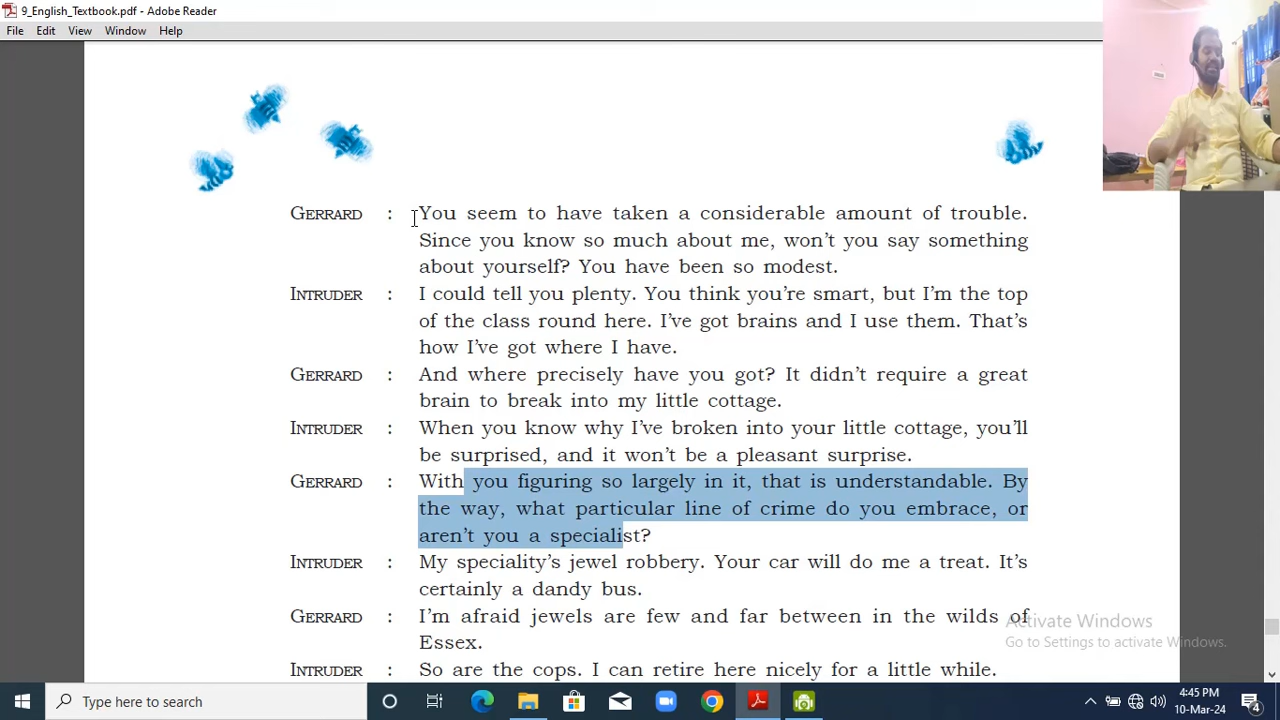 9_English_Textbook.pdf - Adobe Reader
File Edit View Window Help
GERRARD : You seem to have taken a considerable amount of trouble.
Since you know so much about me, won't you say something
about yourself? You have been so modest.
INTRUDER : I could tell you plenty. You think you're smart, but I'm the top
of the class round here. I've got brains and I use them. That's
how I've got where I have.
GERRARD : And where precisely have you got? It didn't require a great
brain to break into my little cottage.
INTRUDER : When you know why I've broken into your little cottage, you'll
be surprised, and it won't be a pleasant surprise.
GERRARD : With you figuring so largely in it, that is understandable. By
the way, what particular line of crime do you embrace, or
aren't you a specialist?
INTRUDER : My speciality's jewel robbery. Your car will do me a treat. It's
certainly a dandy bus.
GERRARD : I'm afraid jewels are few and far between in the wilds of
Essex.
INTRUDER : So are the cops. I can retire here nicely for a little while.
Activate Windows
Go to Settings to activate Windows.
Type here to search
4:45 PM
10-Mar-24
4